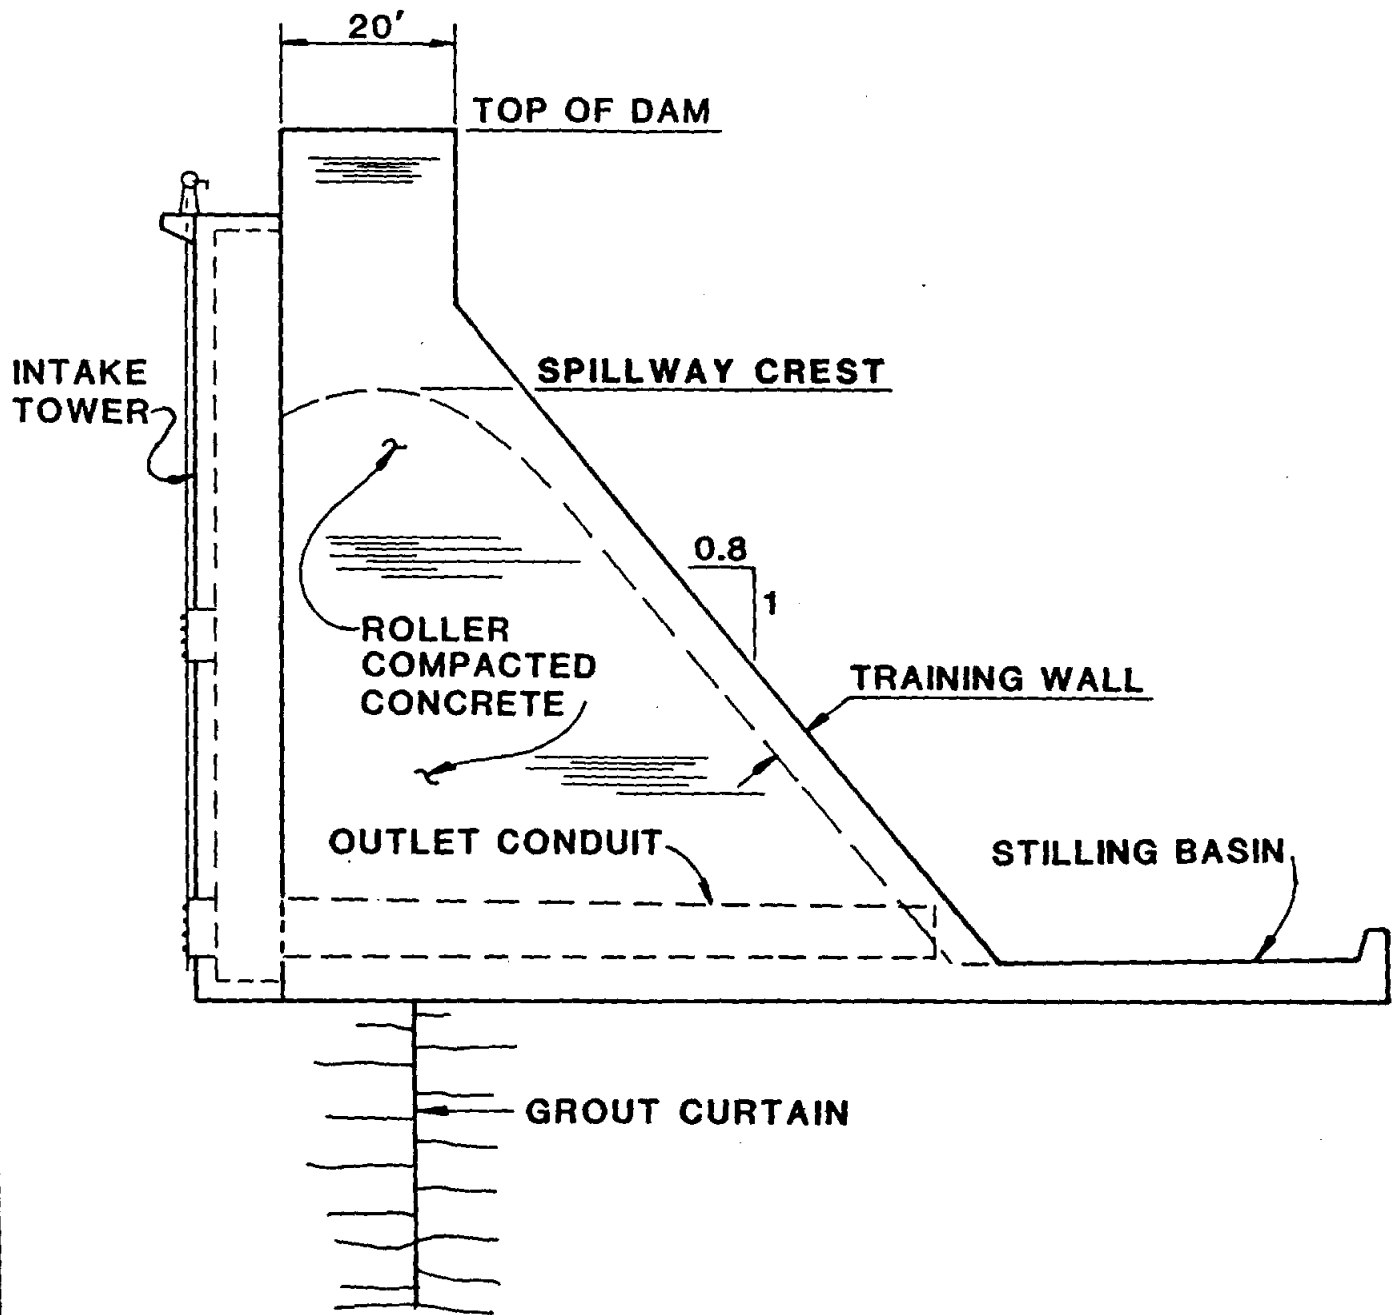 20'
TOP OF DAM
INTAKE
TOWER
SPILLWAY CREST
0.8
1
ROLLER
COMPACTED
CONCRETE
TRAINING WALL
OUTLET CONDUIT
STILLING BASIN
GROUT CURTAIN